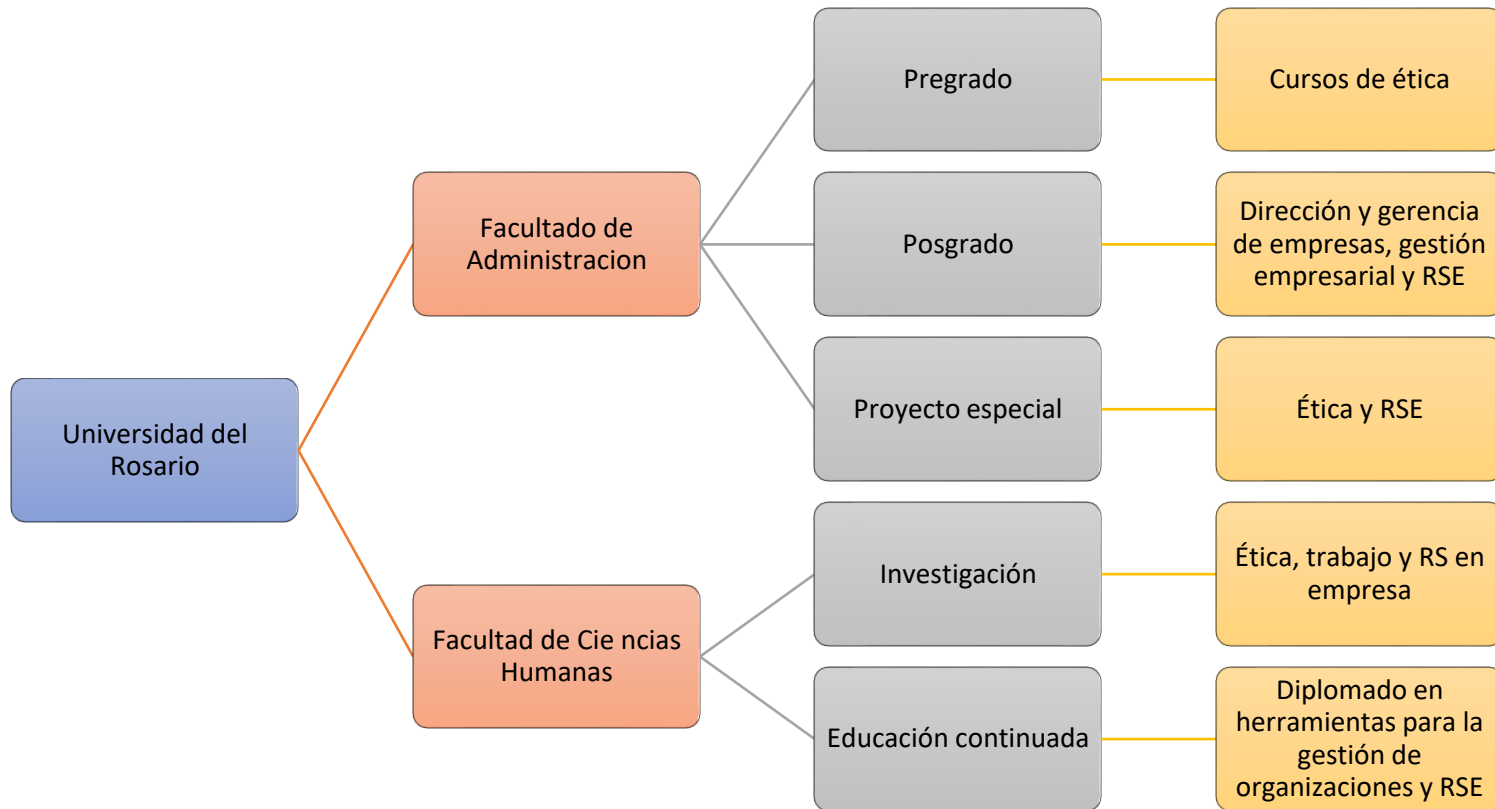 Universidad del
Rosario
Facultado de
Administracion
Pregrado
Cursos de ética
Posgrado
Dirección y gerencia
de empresas, gestión
empresarial y RSE
Proyecto especial
Ética y RSE
Facultad de Cie ncias
Humanas
Investigación
Ética, trabajo y RS en
empresa
Educación continuada
Diplomado en
herramientas para la
gestión de
organizaciones y RSE